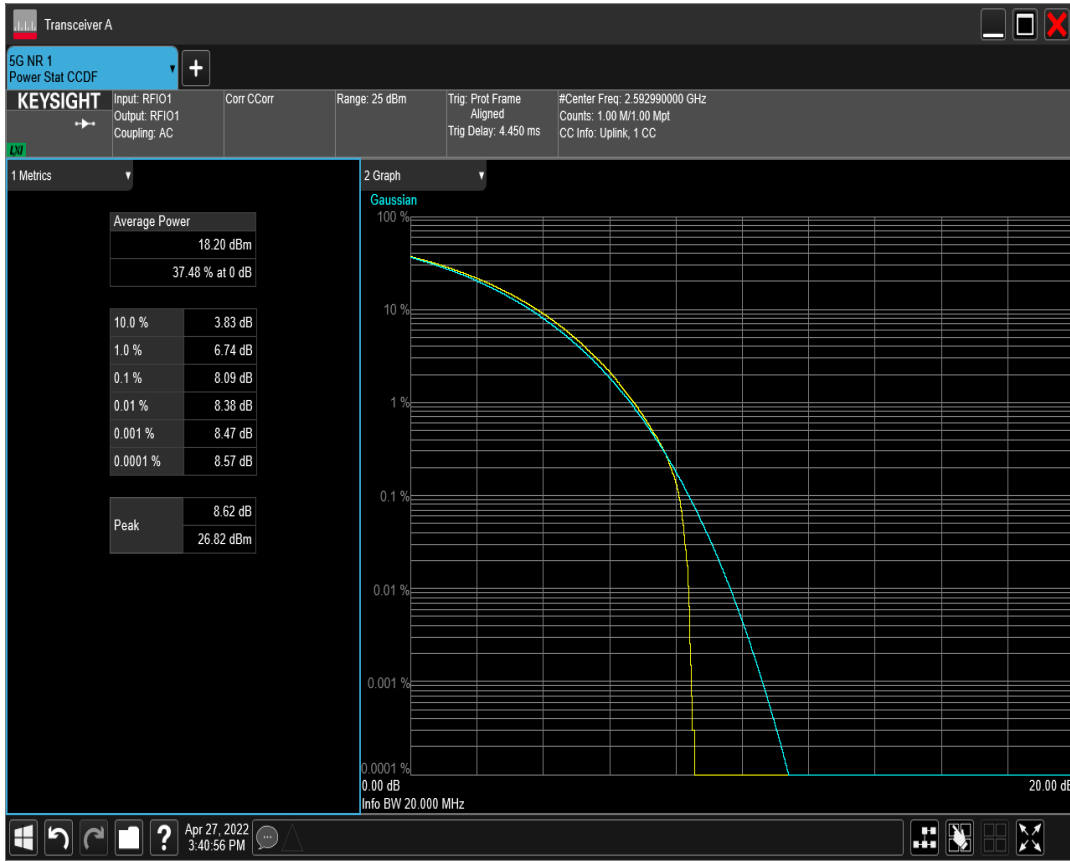 Transceiver A
5G NR 1
Power Stat CCDF
KEYSIGHT
LXI
Input: RFIO1
Output: RFIO1
Coupling: AC
Corr CCorr
Range: 25 dBm
Trig: Prot Frame
Aligned
Trig Delay: 4.450 ms
#Center Freq: 2.592990000 GHz
Counts: 1.00 M/1.00 Mpt
CC Info: Uplink, 1 CC
1 Metrics
Average Power
18.20 dBm
37.48 % at 0 dB
10.0 % 3.83 dB
1.0 % 6.74 dB
0.1 % 8.09 dB
0.01 % 8.38 dB
0.001 % 8.47 dB
0.0001 % 8.57 dB
Peak 8.62 dB
26.82 dBm
2 Graph
Gaussian
100 %
10 %
1 %
0.1 %
0.01 %
0.001 %
0.0001 %
0.00 dB 20.00 dB
Info BW 20.000 MHz
Apr 27, 2022
3:40:56 PM